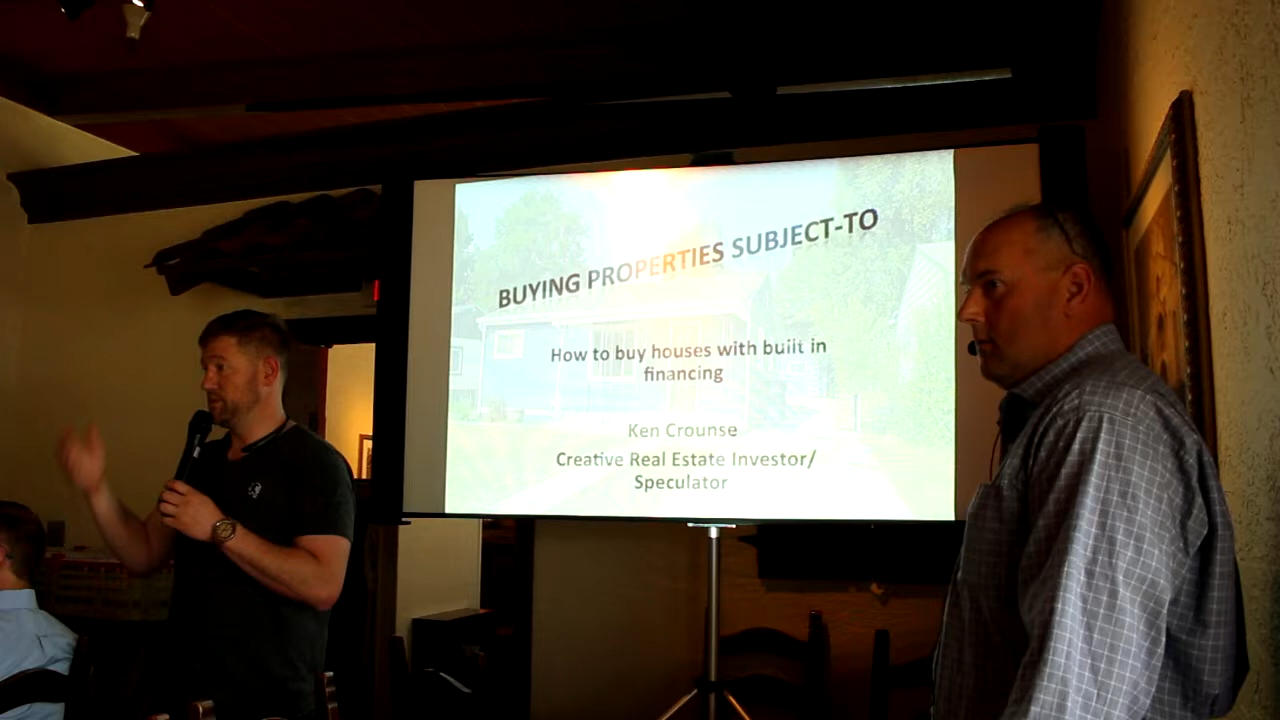 BUYING PROPERTIES SUBJECT-TO
How to buy houses with built in
financing
Ken Crounse
Creative Real Estate Investor/
Speculator